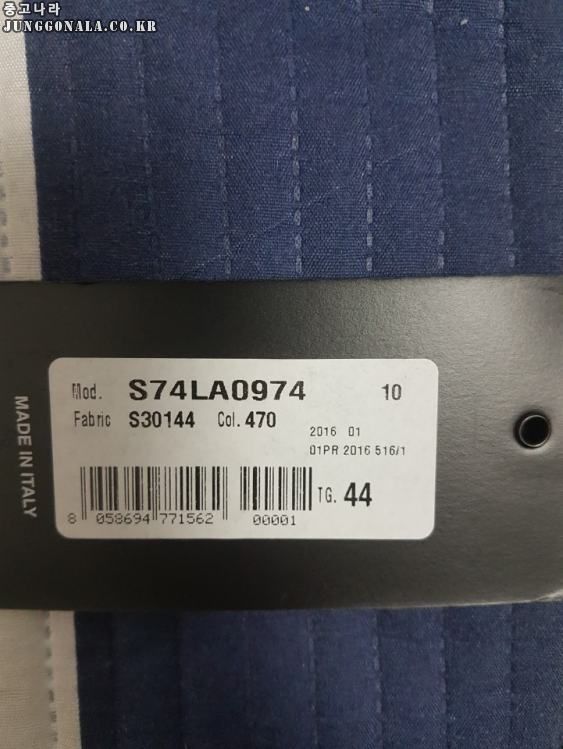 중고나라
JUNGGONALA.CO.KR
Mod. S74LA0974 10
Fabric S30144 Col. 470
2016 01
01PR 2016 516/1
TG. 44
8 058694 771562 00001
MADE IN ITALY